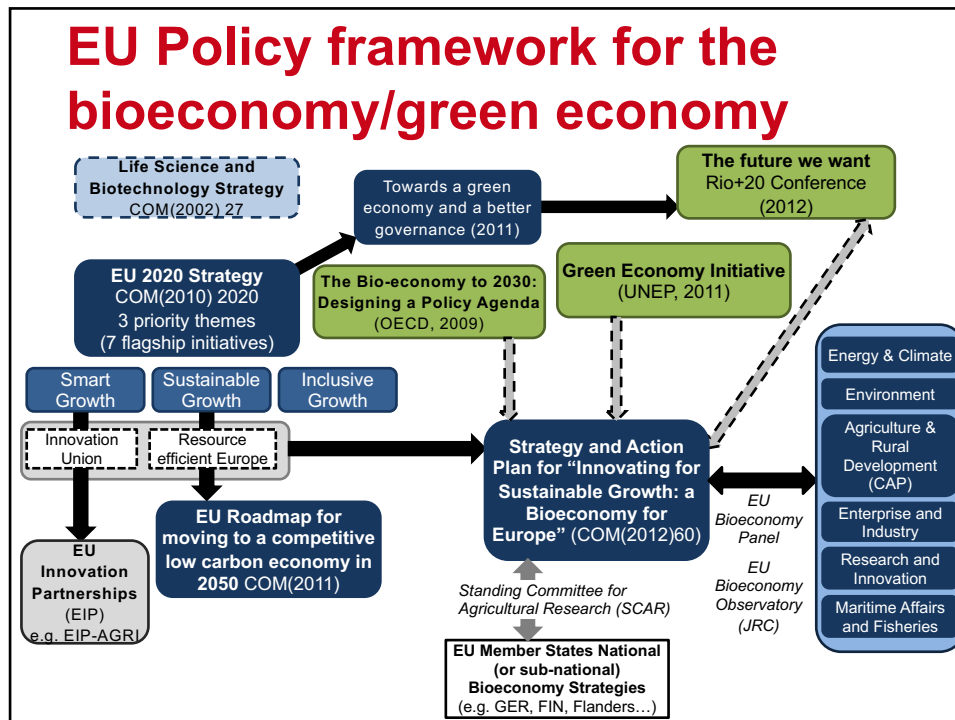 EU Policy framework for the
bioeconomy/green economy
Life Science and
Biotechnology Strategy
COM(2002) 27
Towards a green
economy and a better
governance (2011)
The future we want
Rio+20 Conference
(2012)
EU 2020 Strategy
COM(2010) 2020
3 priority themes
(7 flagship initiatives)
The Bio-economy to 2030:
Designing a Policy Agenda
(OECD, 2009)
Green Economy Initiative
(UNEP, 2011)
Smart
Growth
Sustainable
Growth
Inclusive
Growth
Innovation
Union
Resource
efficient Europe
Strategy and Action
Plan for “Innovating for
Sustainable Growth: a
Bioeconomy for
Europe” (COM(2012)60)
Energy & Climate
Environment
Agriculture &
Rural
Development
(CAP)
Enterprise and
Industry
Research and
Innovation
Maritime Affairs
and Fisheries
EU
Bioeconomy
Panel
EU
Bioeconomy
Observatory
(JRC)
EU Roadmap for
moving to a competitive
low carbon economy in
2050 COM(2011)
EU
Innovation
Partnerships
(EIP)
e.g. EIP-AGRI
Standing Committee for
Agricultural Research (SCAR)
EU Member States National
(or sub-national)
Bioeconomy Strategies
(e.g. GER, FIN, Flanders…)